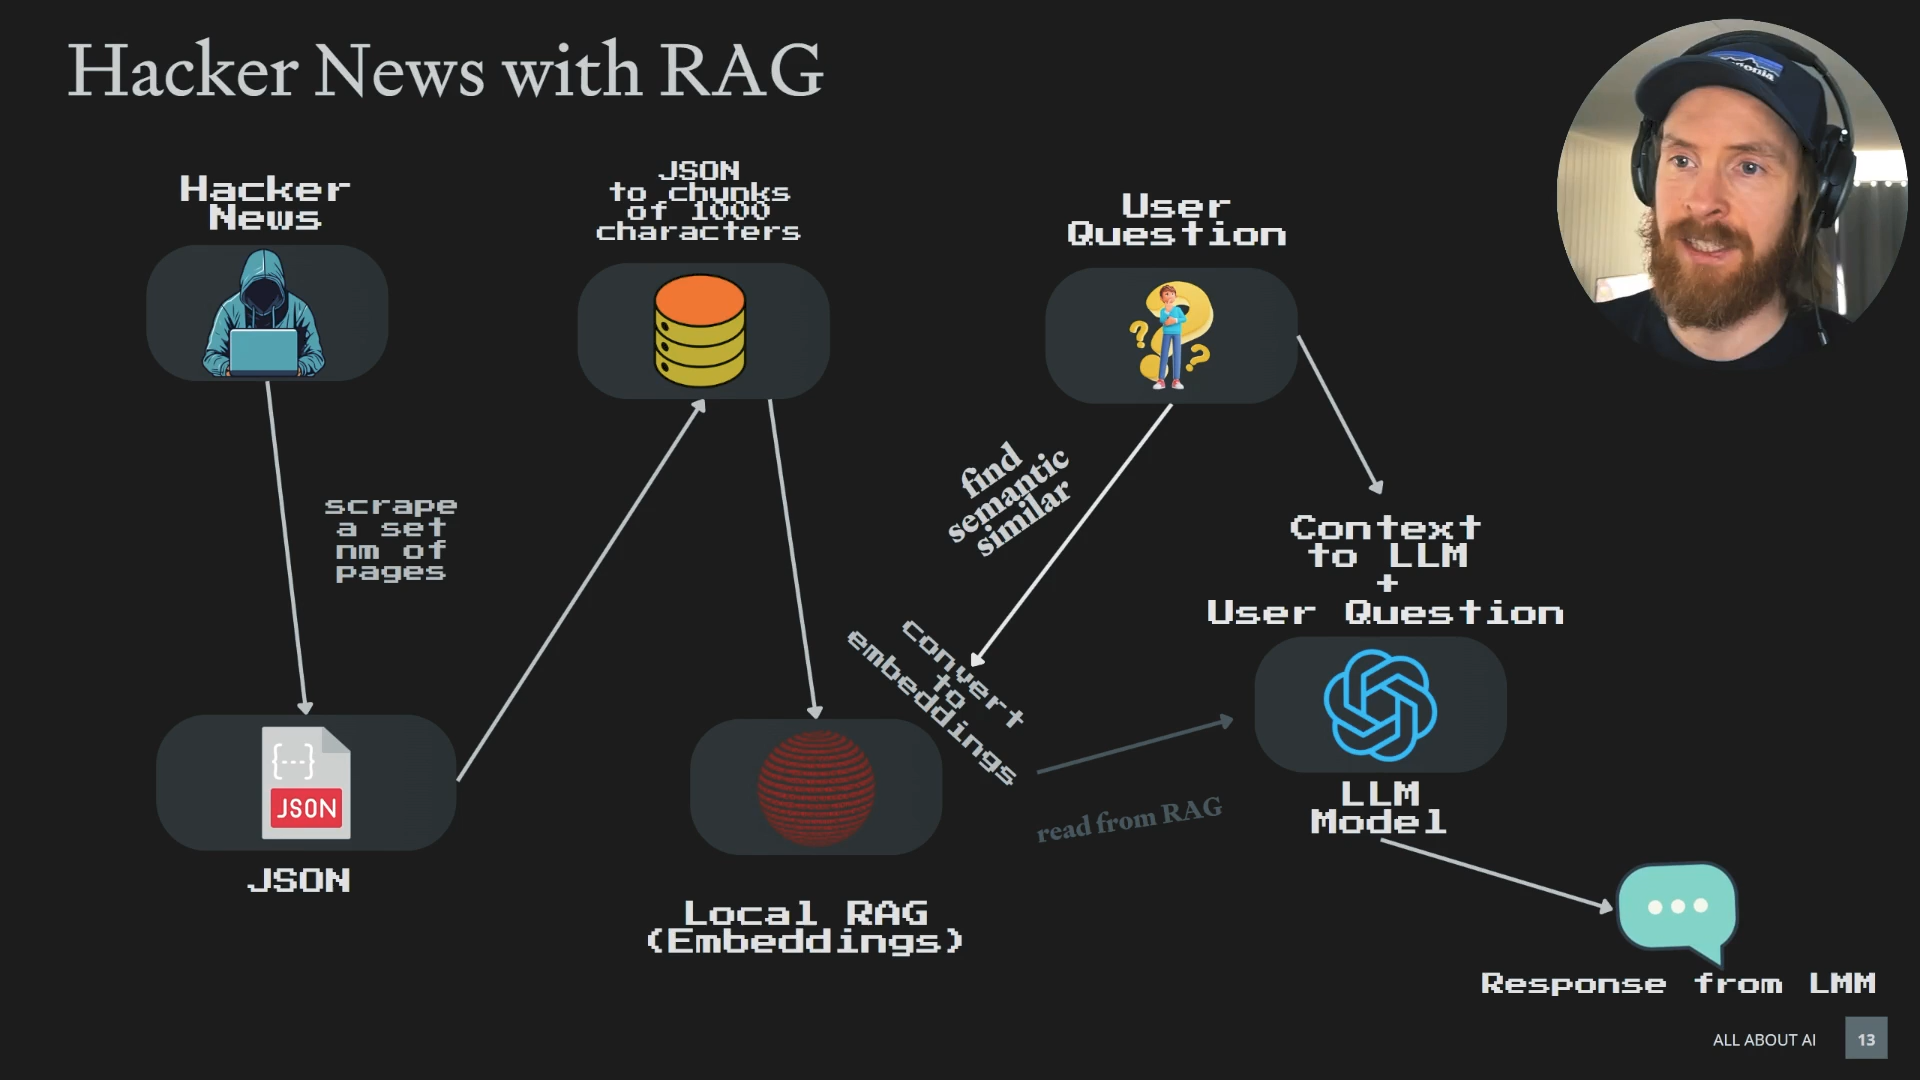 Hacker News with RAG
Hacker
News
JSON
to chunks
of 1000
characters
User
Question
scrape
a set
nm of
pages
find
semantic
similar
convert
to
embeddings
Context
to LLM
+
User Question
{---}
JSON
JSON
Local RAG
(Embeddings)
read from RAG
LLM
Model
Response from LMM
ALL ABOUT AI
13